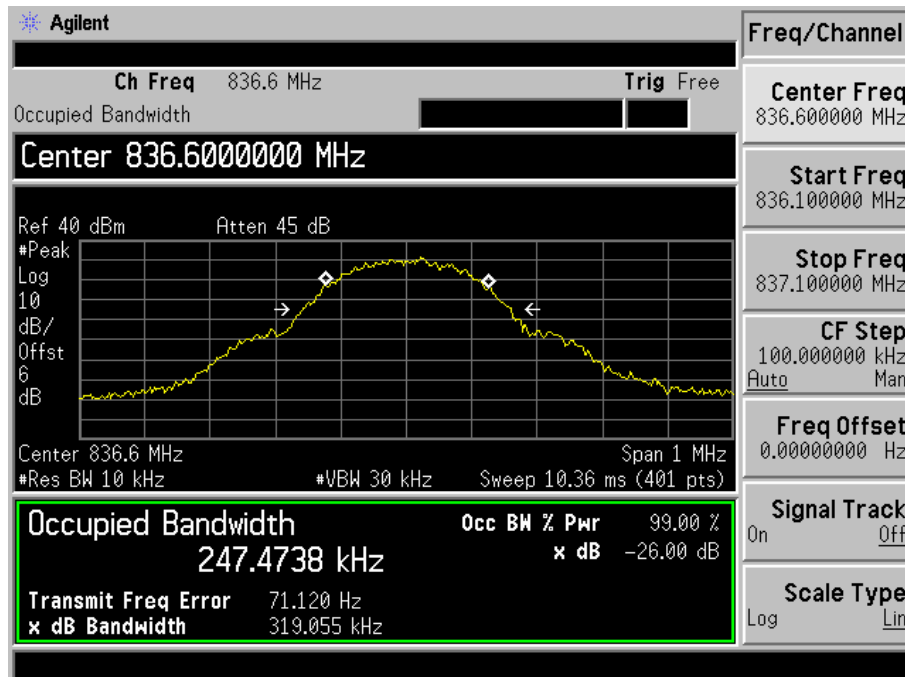 Agilent
Freq/Channel
Ch Freq 836.6 MHz Trig Free
Occupied Bandwidth
Center 836.6000000 MHz
Ref 40 dBm Atten 45 dB
#Peak
Log
10
dB/
Offst
6
dB
Center 836.6 MHz Span 1 MHz
#Res BW 10 kHz #VBW 30 kHz Sweep 10.36 ms (401 pts)
Occupied Bandwidth
247.4738 kHz
Occ BW % Pwr 99.00 %
x dB -26.00 dB
Transmit Freq Error 71.120 Hz
x dB Bandwidth 319.055 kHz
Center Freq
836.600000 MHz
Start Freq
836.100000 MHz
Stop Freq
837.100000 MHz
CF Step
100.000000 kHz
Auto Man
Freq Offset
0.00000000 Hz
Signal Track
On Off
Scale Type
Log Lin